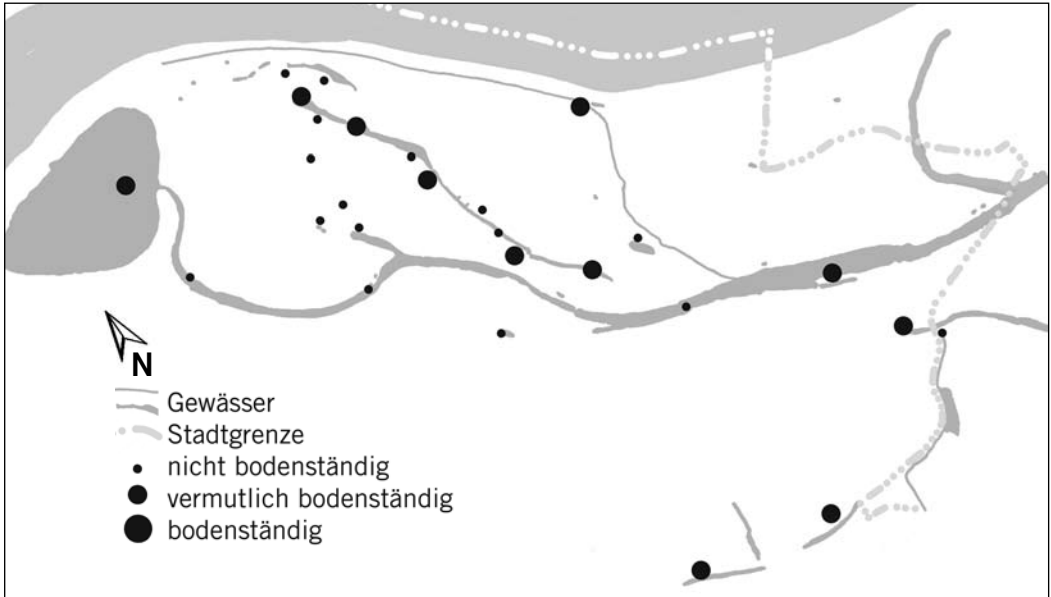 N
Gewässer
Stadtgrenze
nicht bodenständig
vermutlich bodenständig
bodenständig